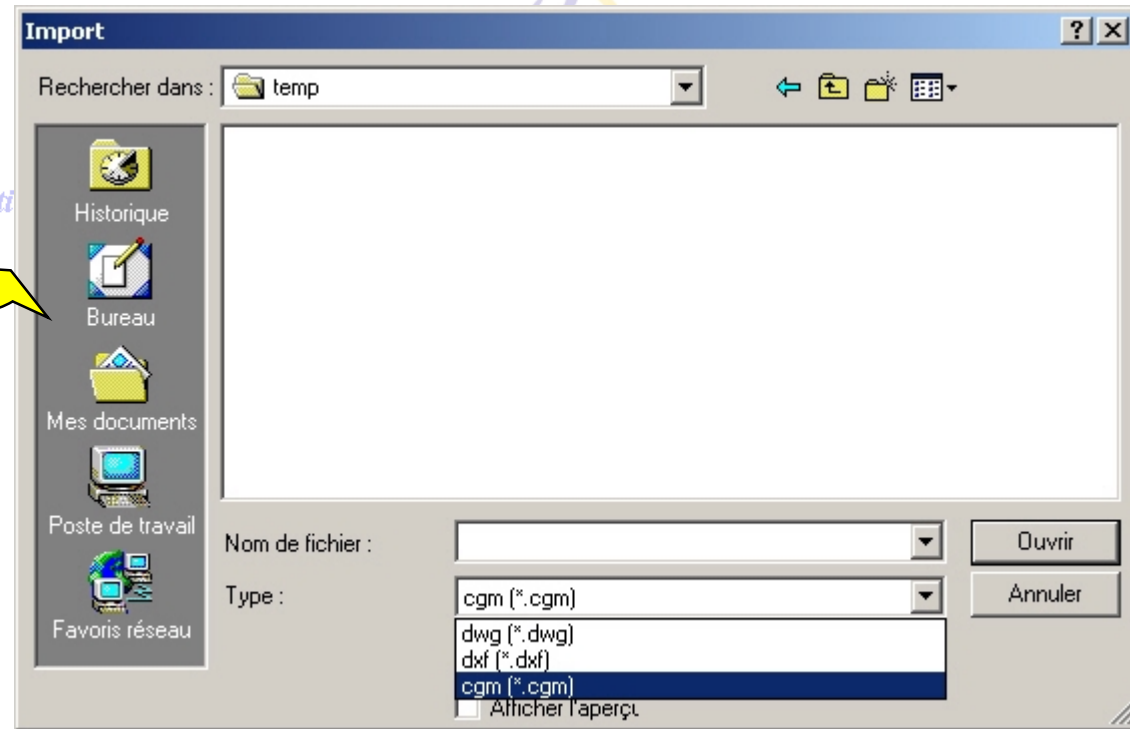 Import
Rechercher dans :
temp
Historique
Bureau
Mes documents
Poste de travail
Favoris réseau
Nom de fichier :
Ouvrir
Type :
cgm (*.cgm)
Annuler
dwg (*.dwg)
dxf (*.dxf)
cgm (*.cgm)
Afficher l'aperçu